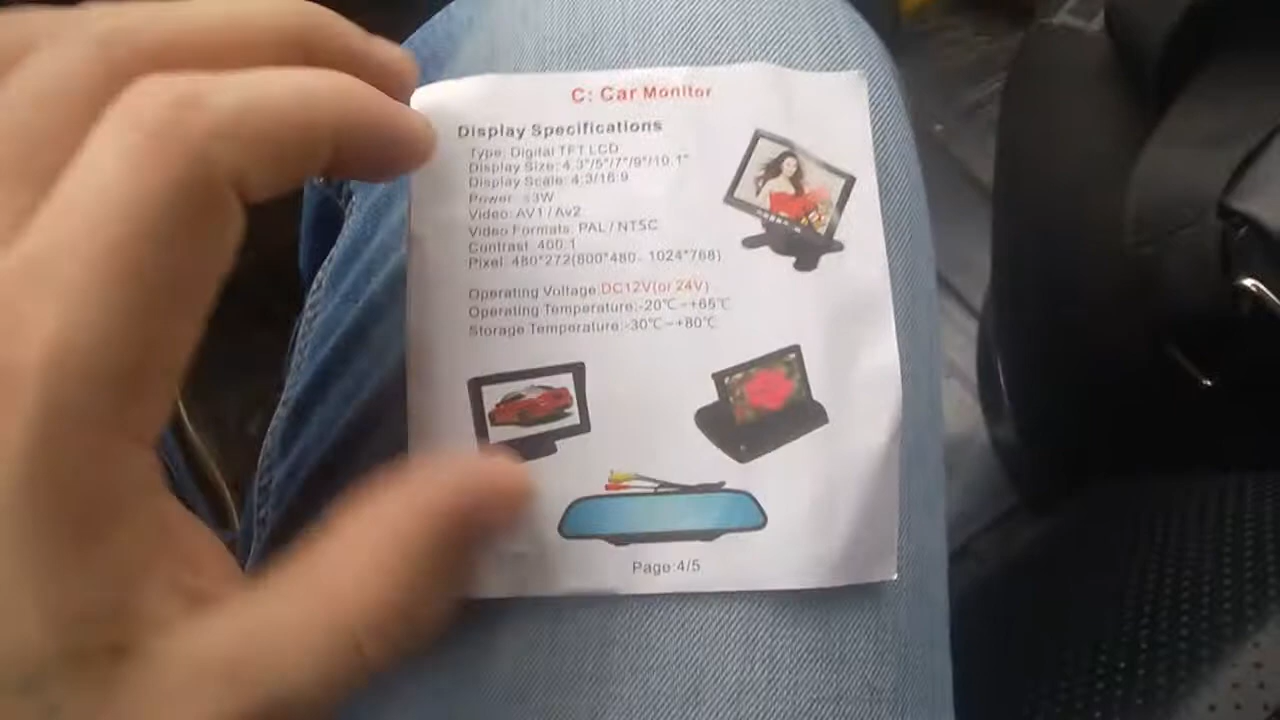 C: Car Monitor
Display Specifications
Type: Digital TFT LCD
Display Size: 4.3"/5"/7"/9"/10.1"
Display Scale: 4:3/16:9
Power: ≤3W
Video: AV1 / Av2
Video Formats: PAL / NTSC
Contrast: 400:1
Pixel: 480*272(800*480- 1024*768)
Operating Voltage:DC12V(or 24V)
Operating Temperature:-20℃~+65℃
Storage Temperature:-30℃~+80℃
Page:4/5